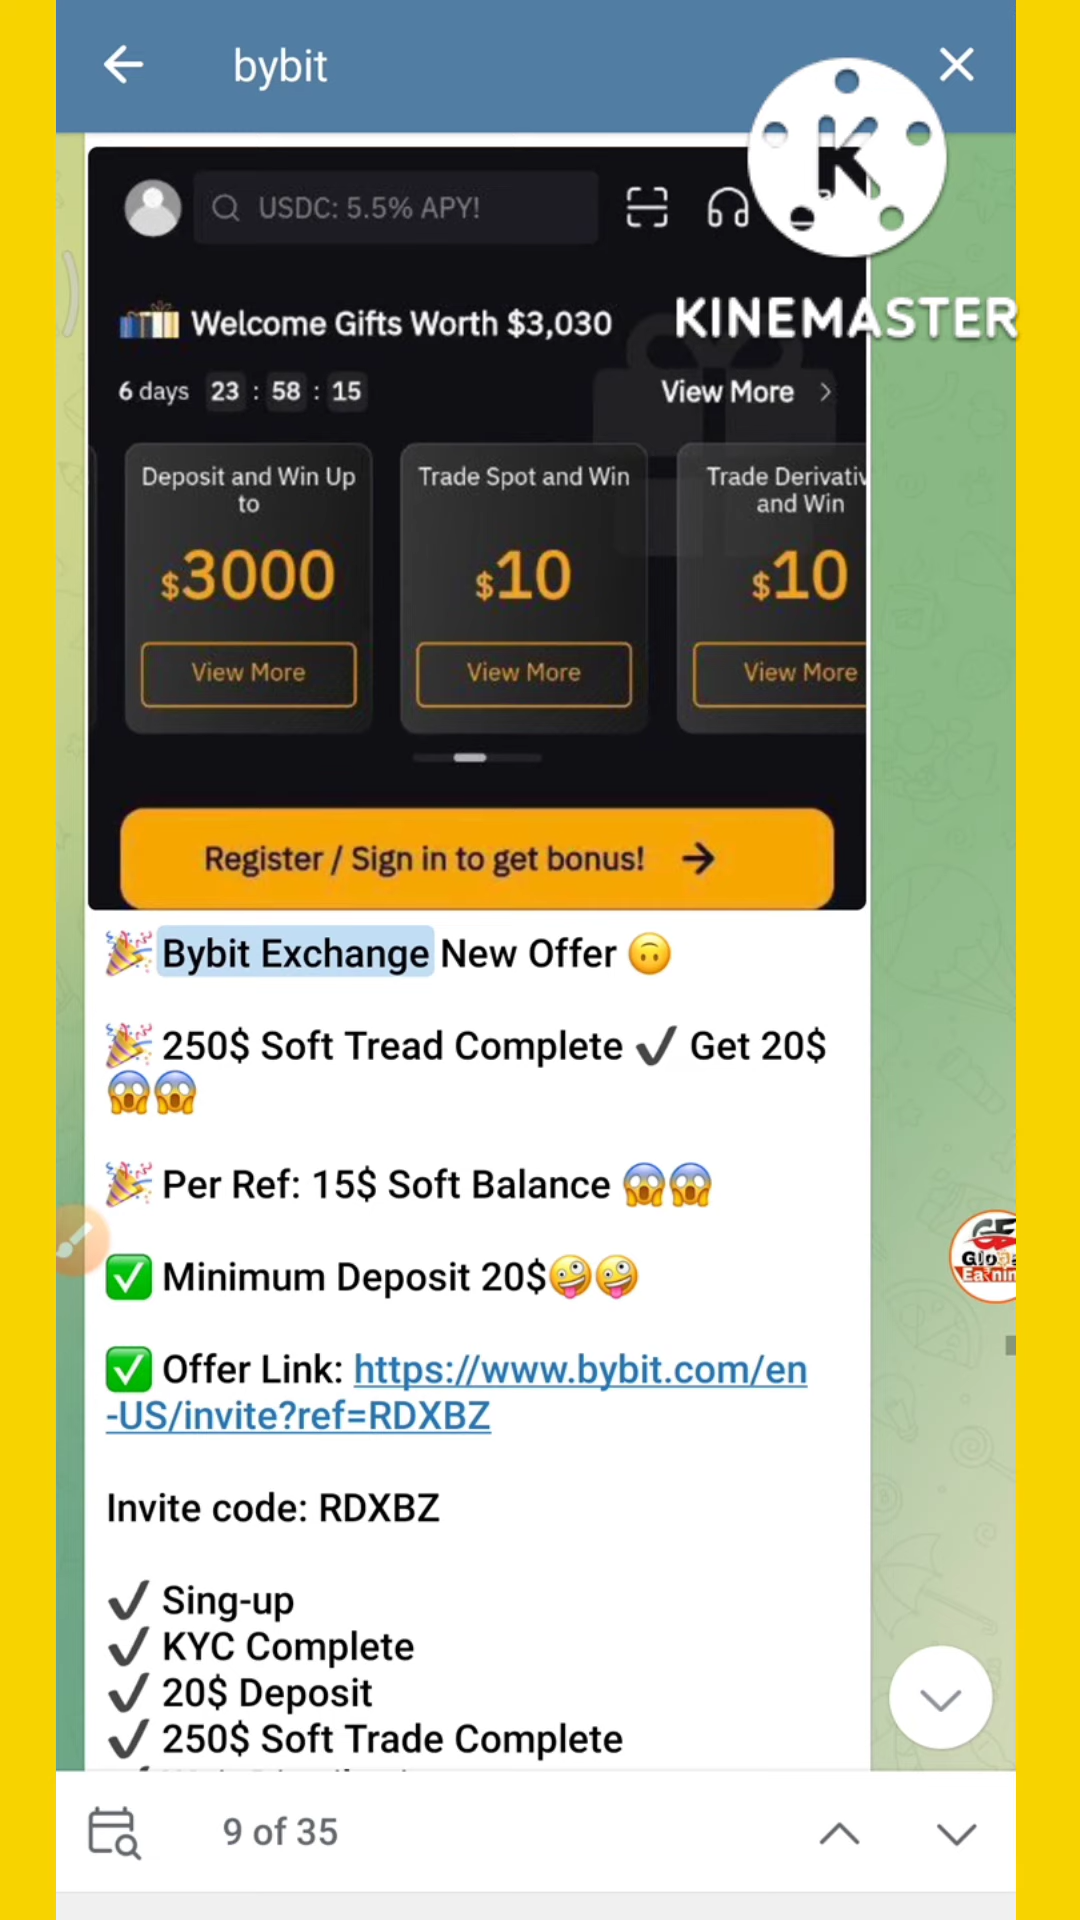 bybit
K
KINEMASTER
USDC: 5.5% APY!
Welcome Gifts Worth $3,030
6 days 23 : 58 : 15
View More
Deposit and Win Up
to
$3000
View More
Trade Spot and Win
$10
View More
Trade Derivativ
and Win
$10
View More
Register / Sign in to get bonus! →
🎉 Bybit Exchange New Offer 🙃
🎉 250$ Soft Tread Complete ✔ Get 20$
😱😱
🎉 Per Ref: 15$ Soft Balance 😱😱
✅ Minimum Deposit 20$🤪🤪
✅ Offer Link: https://www.bybit.com/en
-US/invite?ref=RDXBZ
Invite code: RDXBZ
✔ Sing-up
✔ KYC Complete
✔ 20$ Deposit
✔ 250$ Soft Trade Complete
9 of 35